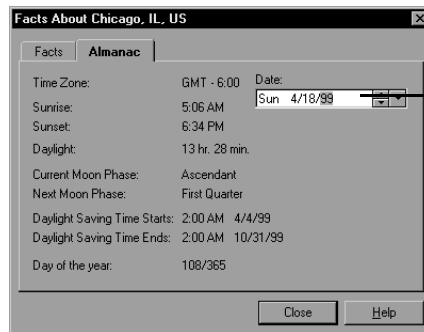 Facts About Chicago, IL, US
Facts Almanac
Time Zone: GMT - 6:00 Date:
Sun 4/18/99
Sunrise: 5:06 AM
Sunset: 6:34 PM
Daylight: 13 hr. 28 min.
Current Moon Phase: Ascendant
Next Moon Phase: First Quarter
Daylight Saving Time Starts: 2:00 AM 4/4/99
Daylight Saving Time Ends: 2:00 AM 10/31/99
Day of the year: 108/365
Close Help